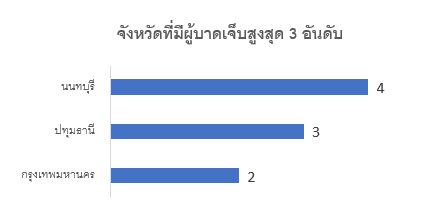 จังหวัดที่มีผู้บาดเจ็บสูงสุด 3 อันดับ
นนทบุรี 4
ปทุมธานี 3
กรุงเทพมหานคร 2